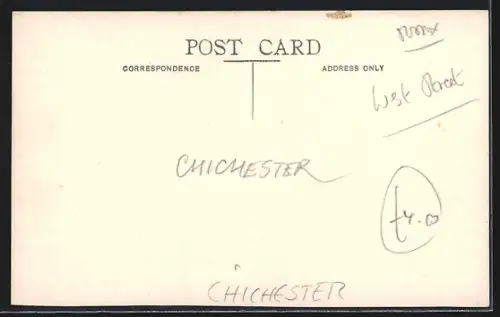 POST CARD
CORRESPONDENCE
ADDRESS ONLY
West Street
CHICHESTER
£4.00
CHICHESTER